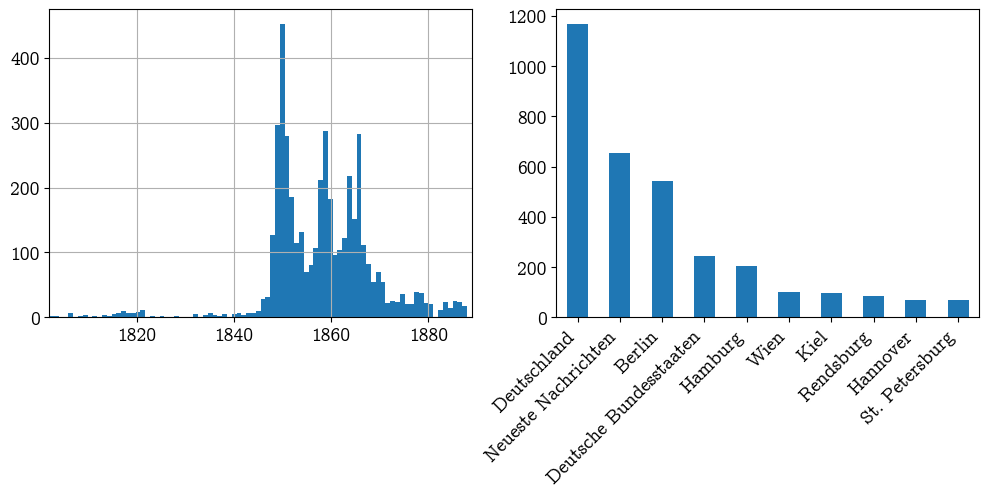 400
300
200
100
0
1820 1840 1860 1880
1200
1000
800
600
400
200
0
Deutschland
Neueste Nachrichten
Berlin
Deutsche Bundesstaaten
Hamburg
Wien
Kiel
Rendsburg
Hannover
St. Petersburg